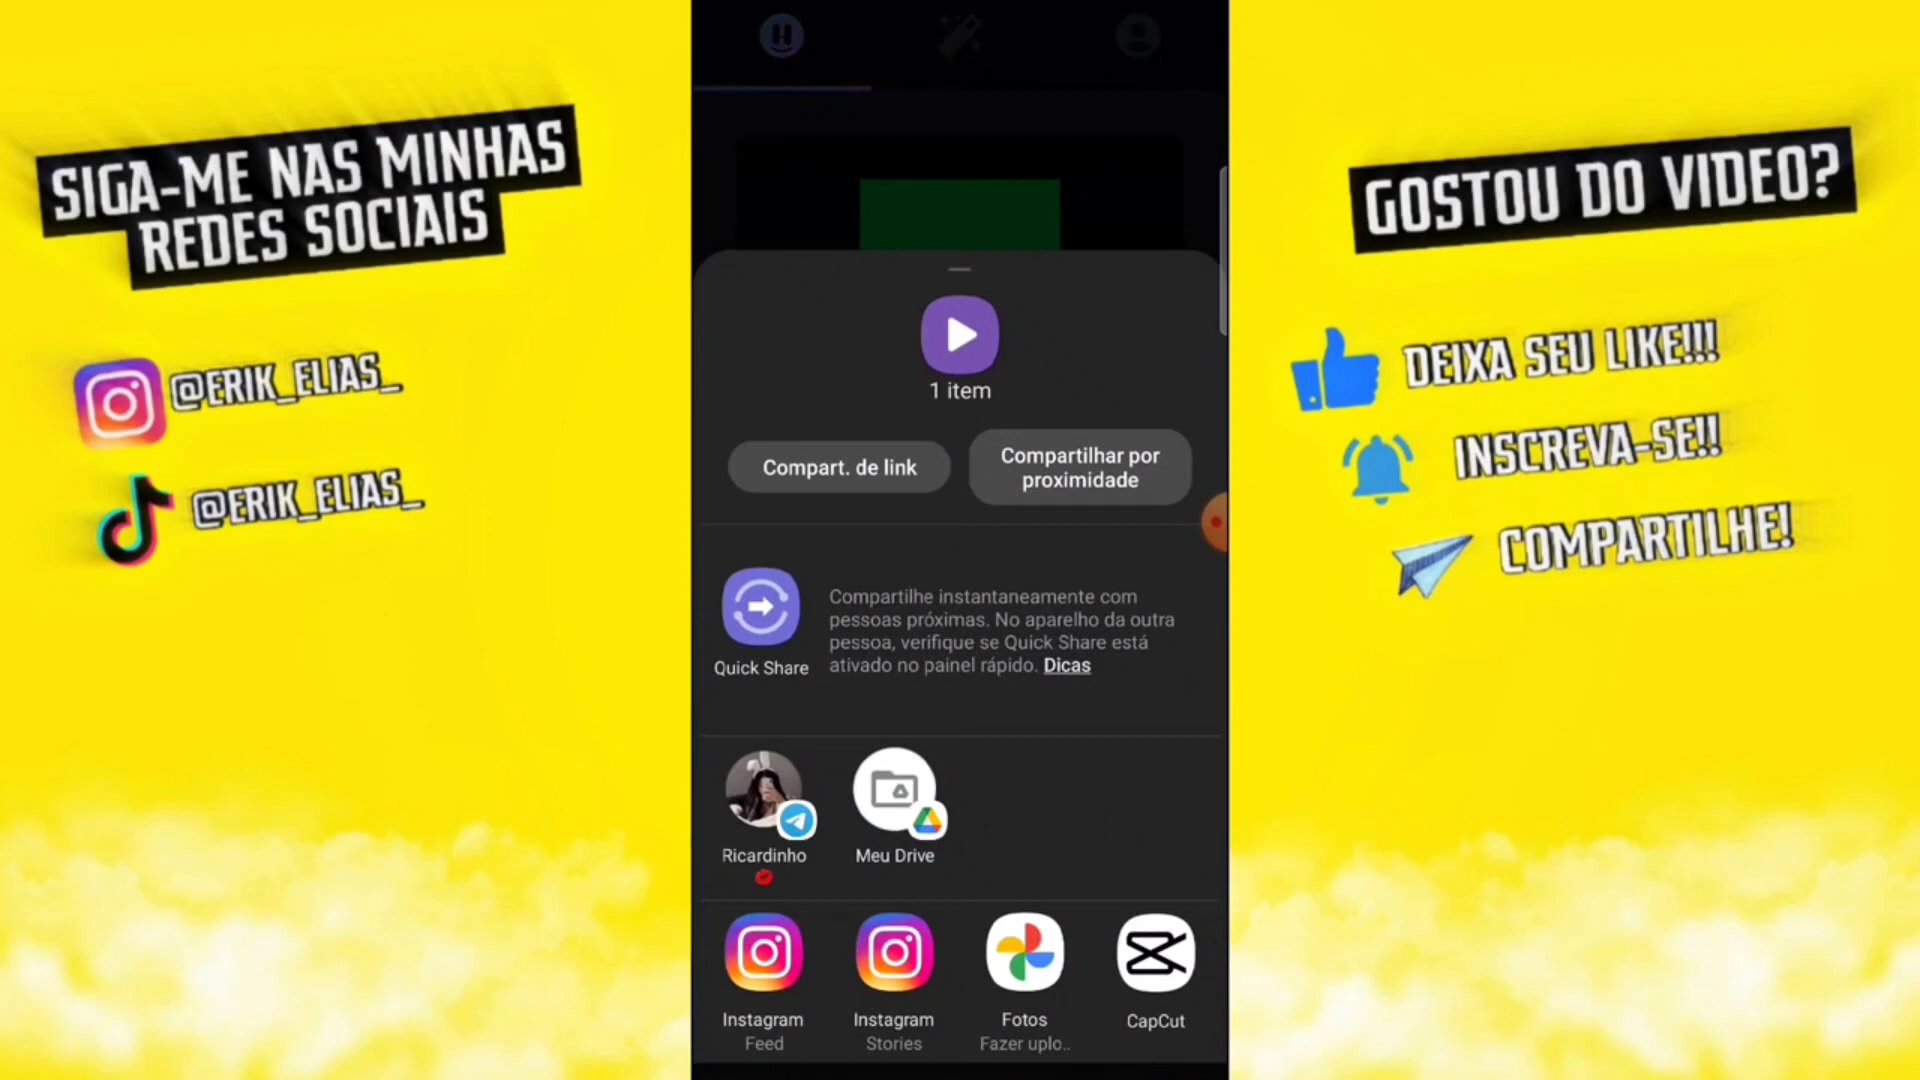 SIGA-ME NAS MINHAS
REDES SOCIAIS
@ERIK_ELIAS_
@ERIK_ELIAS_
1 item
Compart. de link
Compartilhar por
proximidade
Quick Share
Compartilhe instantaneamente com
pessoas próximas. No aparelho da outra
pessoa, verifique se Quick Share está
ativado no painel rápido. Dicas
Ricardinho
Meu Drive
Instagram
Feed
Instagram
Stories
Fotos
Fazer uplo..
CapCut
GOSTOU DO VIDEO?
DEIXA SEU LIKE!!!
INSCREVA-SE!!
COMPARTILHE!